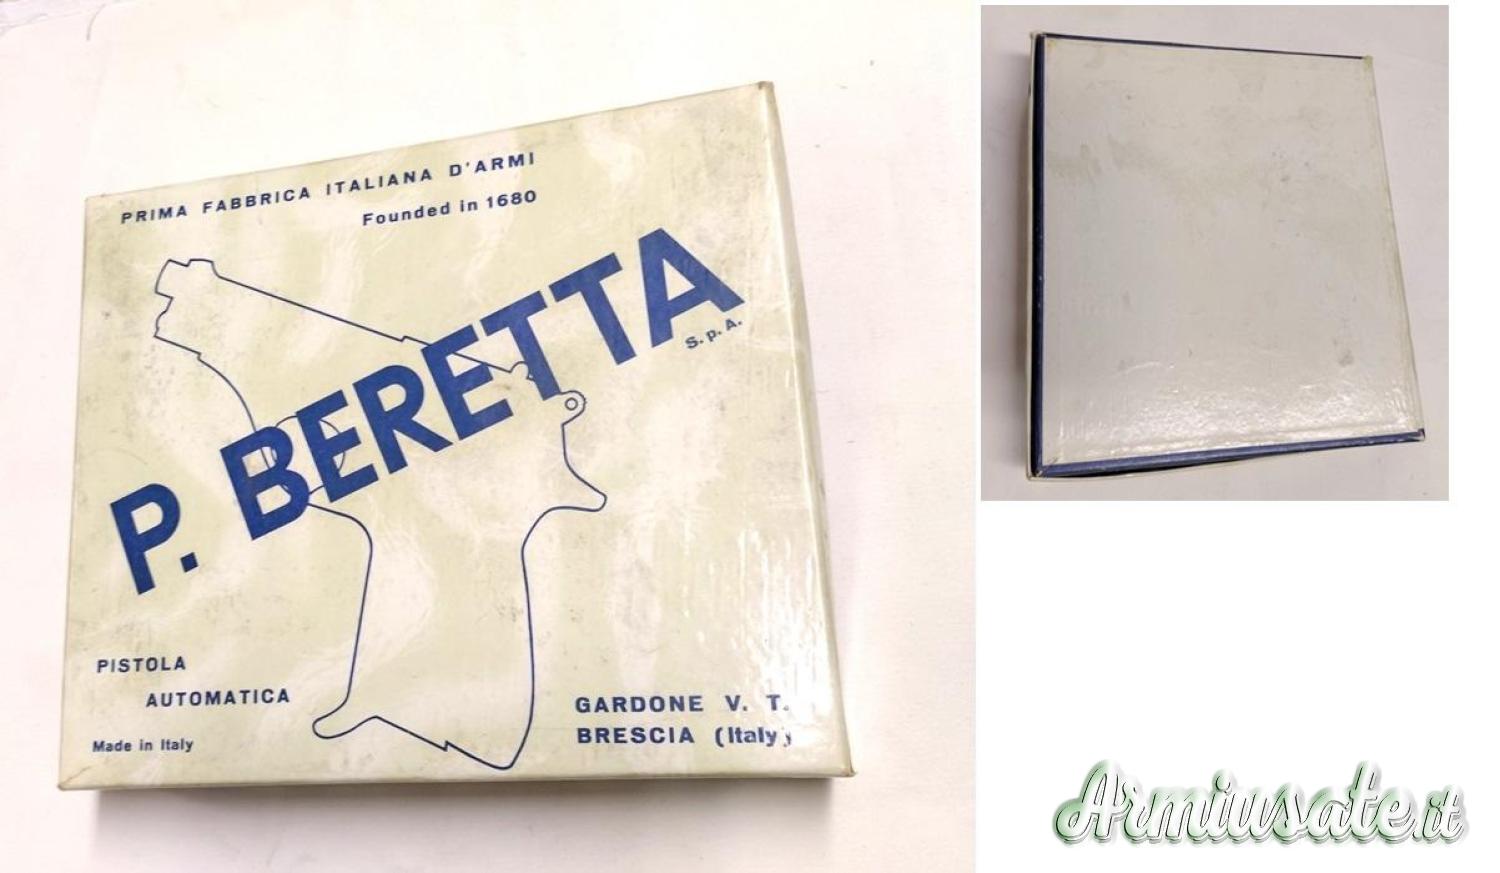 PRIMA FABBRICA ITALIANA D'ARMI
Founded in 1680
P. BERETTA
S.p.A.
PISTOLA
AUTOMATICA
Made in Italy
GARDONE V. T.
BRESCIA (Italy)
Armiusate.it